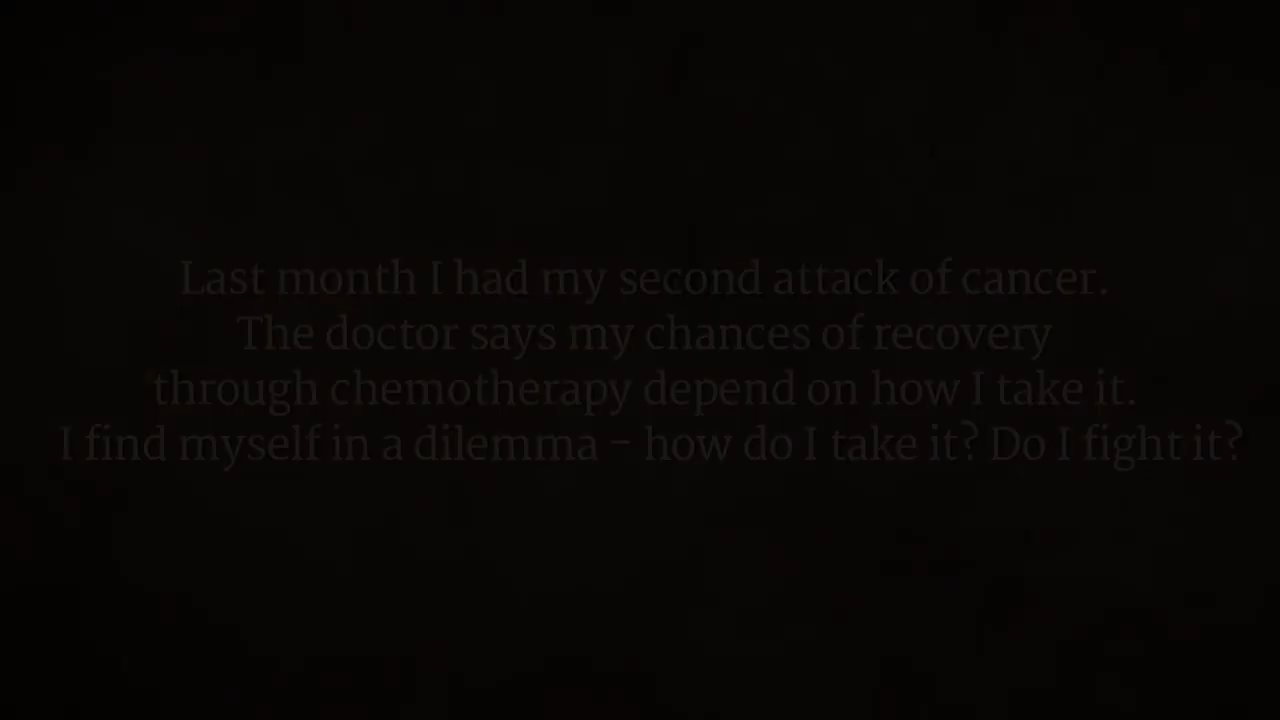 Last month I had my second attack of cancer.
The doctor says my chances of recovery
through chemotherapy depend on how I take it.
I find myself in a dilemma – how do I take it? Do I fight it?